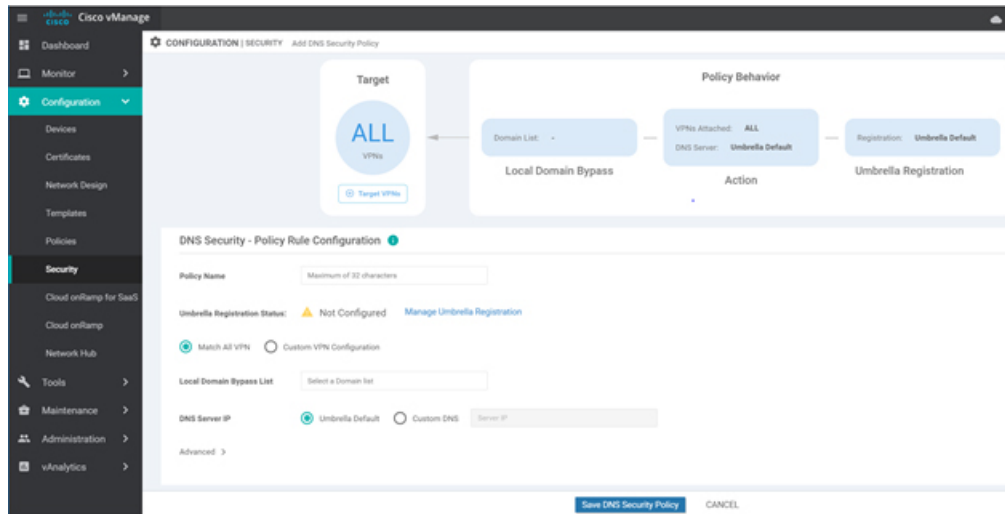 cisco Cisco vManage
Dashboard
Monitor
Configuration
Devices
Certificates
Network Design
Templates
Policies
Security
Cloud onRamp for SaaS
Cloud onRamp
Network Hub
Tools
Maintenance
Administration
vAnalytics
CONFIGURATION | SECURITY Add DNS Security Policy
Target
ALL
VPNs
Target VPNs
Policy Behavior
Domain List: -
Local Domain Bypass
VPNs Attached: ALL
DNS Server: Umbrella Default
Action
Registration: Umbrella Default
Umbrella Registration
DNS Security - Policy Rule Configuration
Policy Name Maximum of 32 characters
Umbrella Registration Status: Not Configured Manage Umbrella Registration
Match All VPN Custom VPN Configuration
Local Domain Bypass List Select a Domain list
DNS Server IP Umbrella Default Custom DNS Server IP
Advanced >
Save DNS Security Policy CANCEL